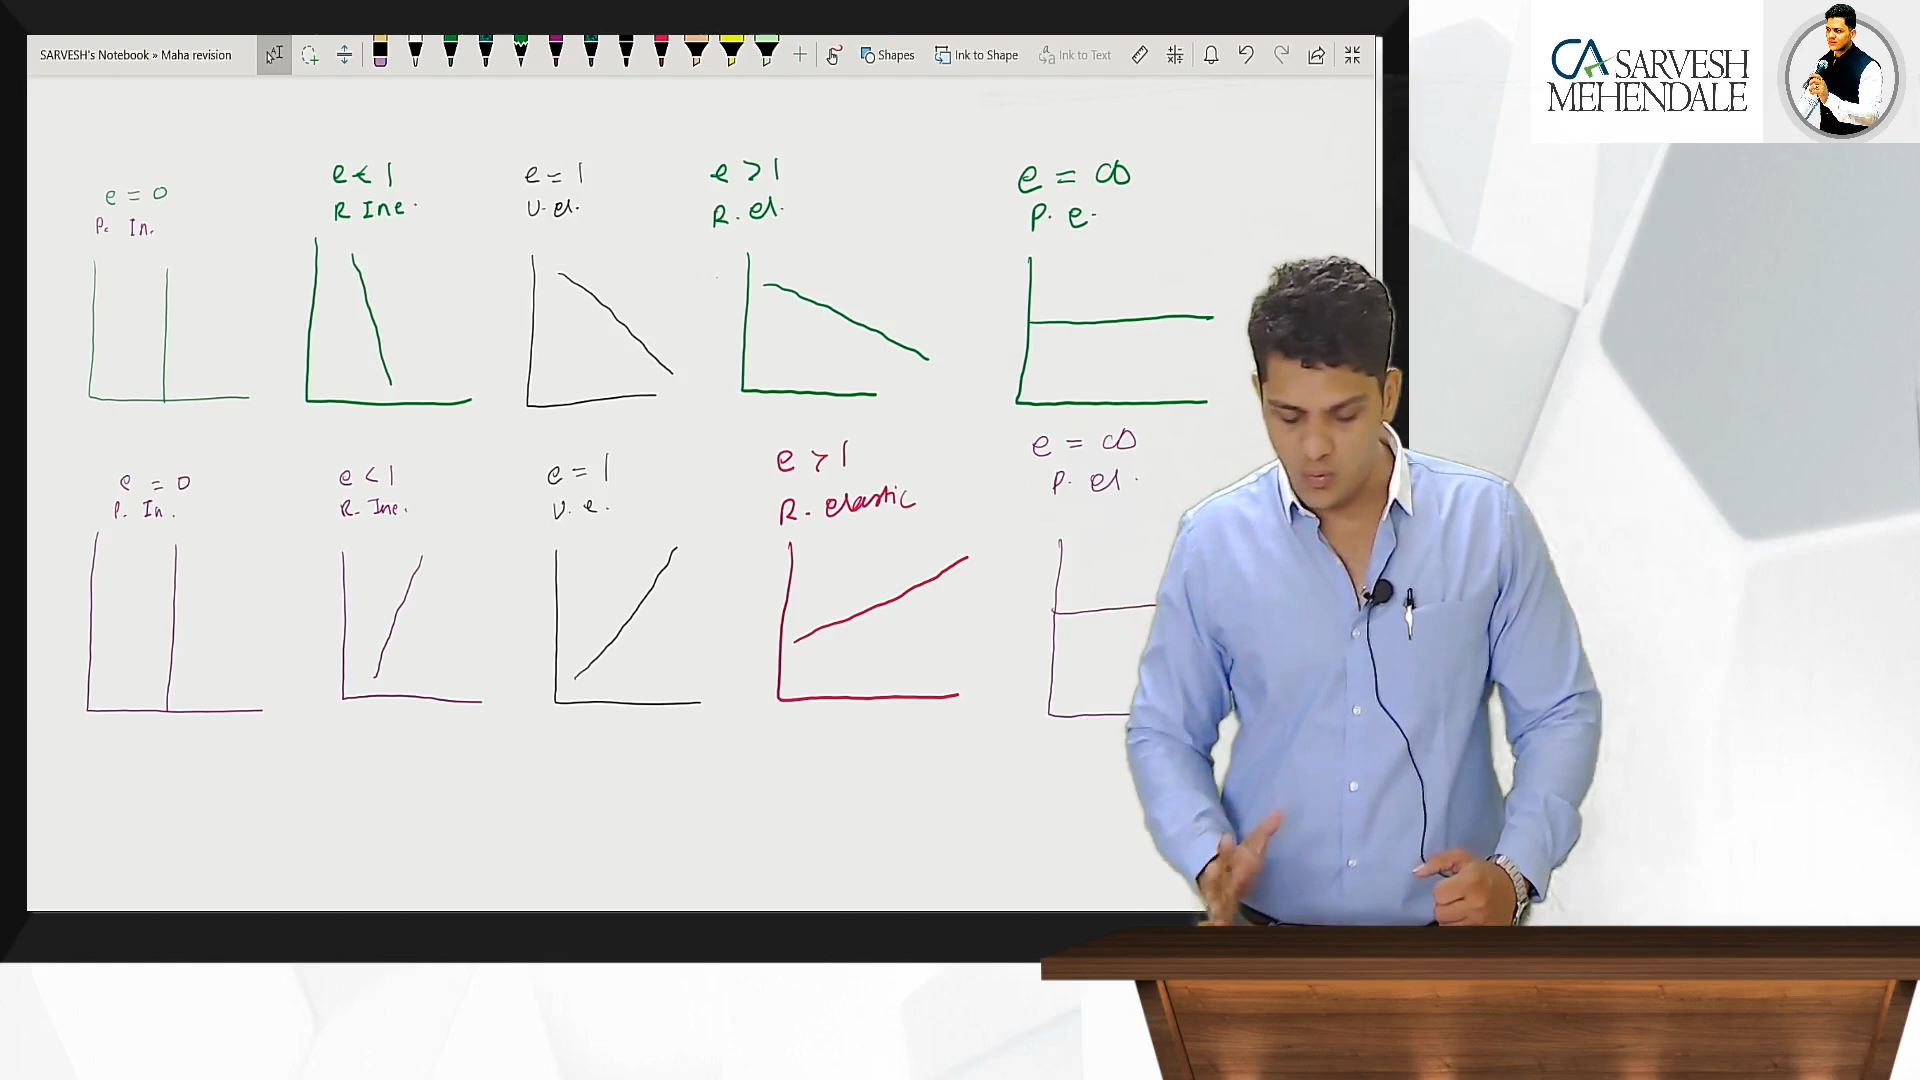 SARVESH's Notebook » Maha revision
Shapes
Ink to Shape
Ink to Text
CA SARVESH
MEHENDALE
e = 0
P. In.
e < 1
R Ine.
e = 1
U. el.
e > 1
R. el.
e = ∞
P. e.
e = 0
P. In.
e < 1
R. Ine.
e = 1
U. e.
e > 1
R. elastic
e = ∞
P. el.